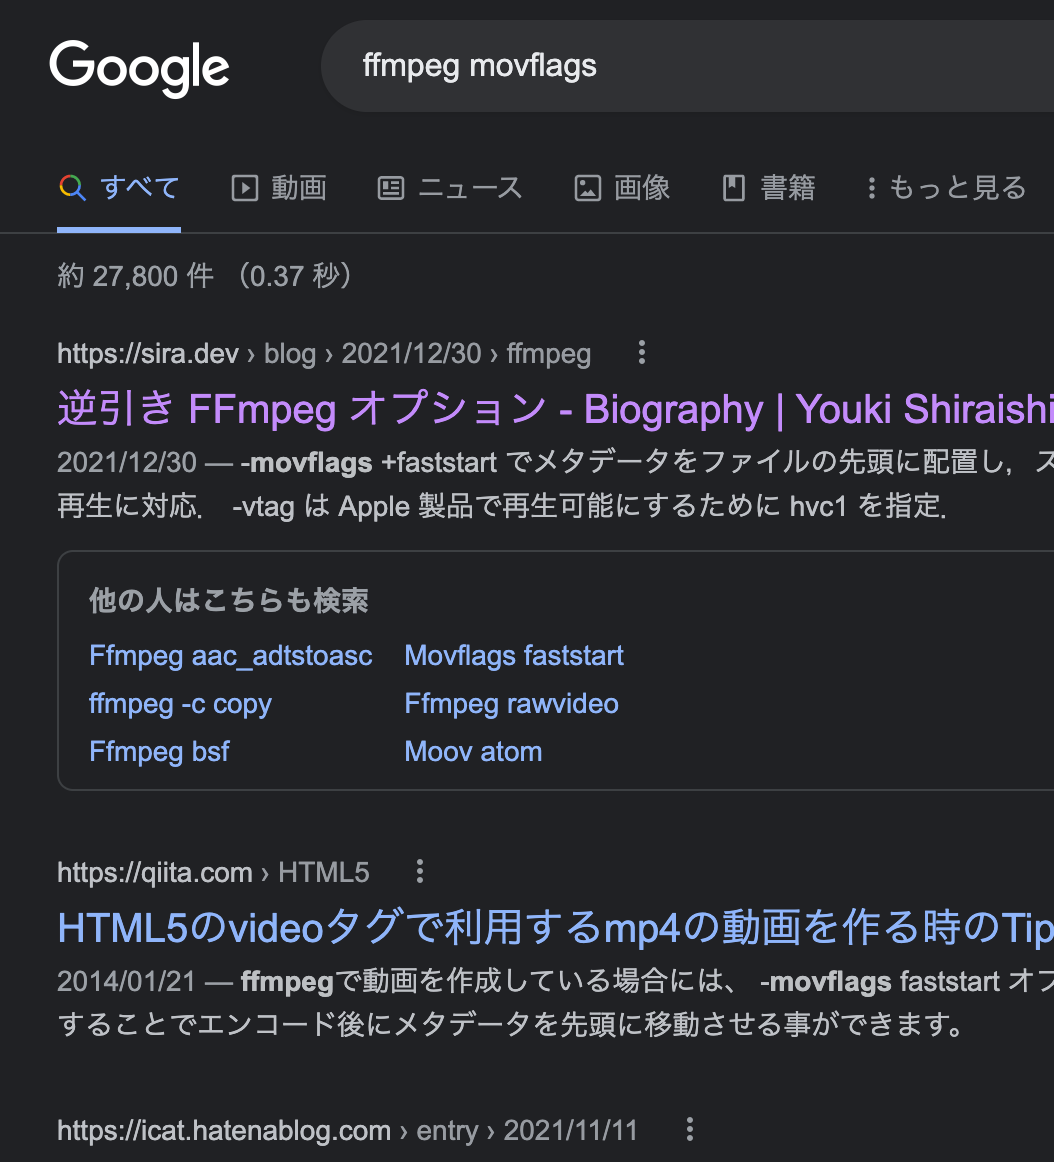 Google
ffmpeg movflags
すべて 動画 ニュース 画像 書籍 もっと見る
約 27,800 件 （0.37 秒）
https://sira.dev › blog › 2021/12/30 › ffmpeg
逆引き FFmpeg オプション - Biography | Youki Shiraishi
2021/12/30 — -movflags +faststart でメタデータをファイルの先頭に配置し，ス
再生に対応． -vtag は Apple 製品で再生可能にするために hvc1 を指定．
他の人はこちらも検索
Ffmpeg aac_adtstoasc Movflags faststart
ffmpeg -c copy Ffmpeg rawvideo
Ffmpeg bsf Moov atom
https://qiita.com › HTML5
HTML5のvideoタグで利用するmp4の動画を作る時のTip
2014/01/21 — ffmpegで動画を作成している場合には、 -movflags faststart オフ
することでエンコード後にメタデータを先頭に移動させる事ができます。
https://icat.hatenablog.com › entry › 2021/11/11